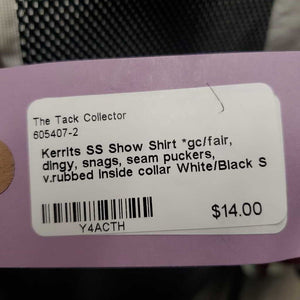 The Tack Collector
605407-2
Kerrits SS Show Shirt *gc/fair,
dingy, snags, seam puckers,
v.rubbed inside collar White/Black S
$14.00
Y4ACTH